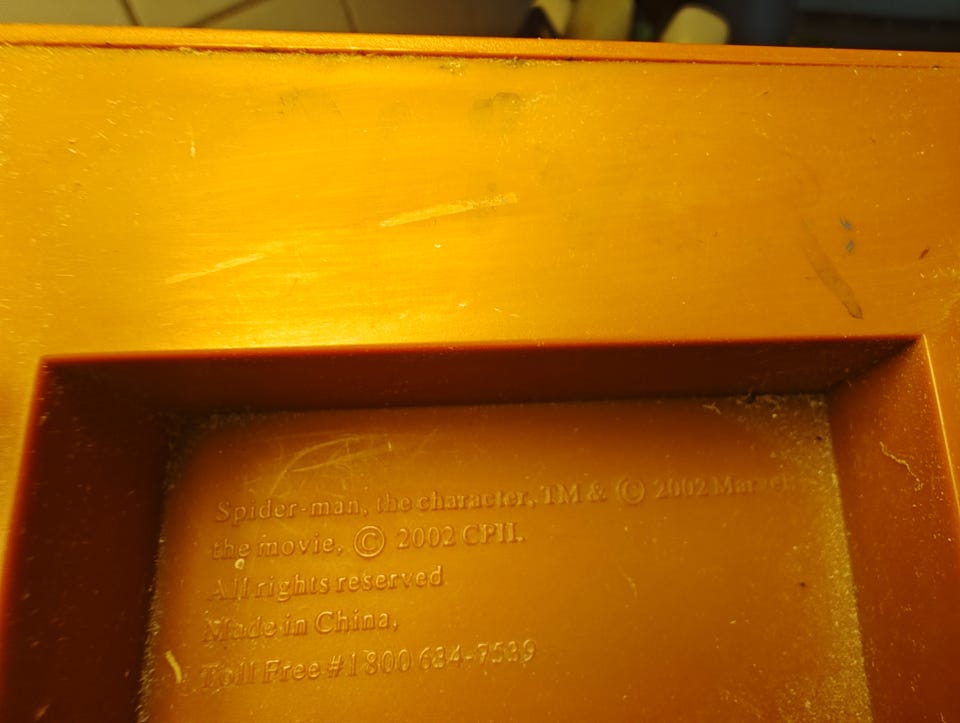 Spider-man, the character, TM & © 2002 Marvel
the movie, © 2002 CPII.
All rights reserved
Made in China,
Toll Free #1 800 634-7539